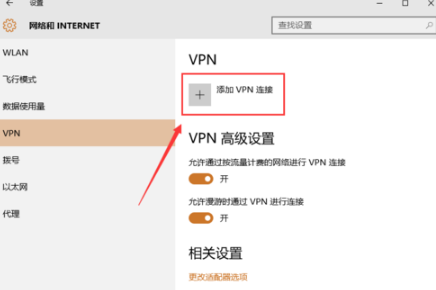 设置
网络和 INTERNET
查找设置
WLAN
飞行模式
数据使用量
VPN
拨号
以太网
代理
VPN
添加 VPN 连接
VPN 高级设置
允许通过按流量计费的网络进行 VPN 连接
开
允许漫游时通过 VPN 进行连接
开
相关设置
更改适配器选项